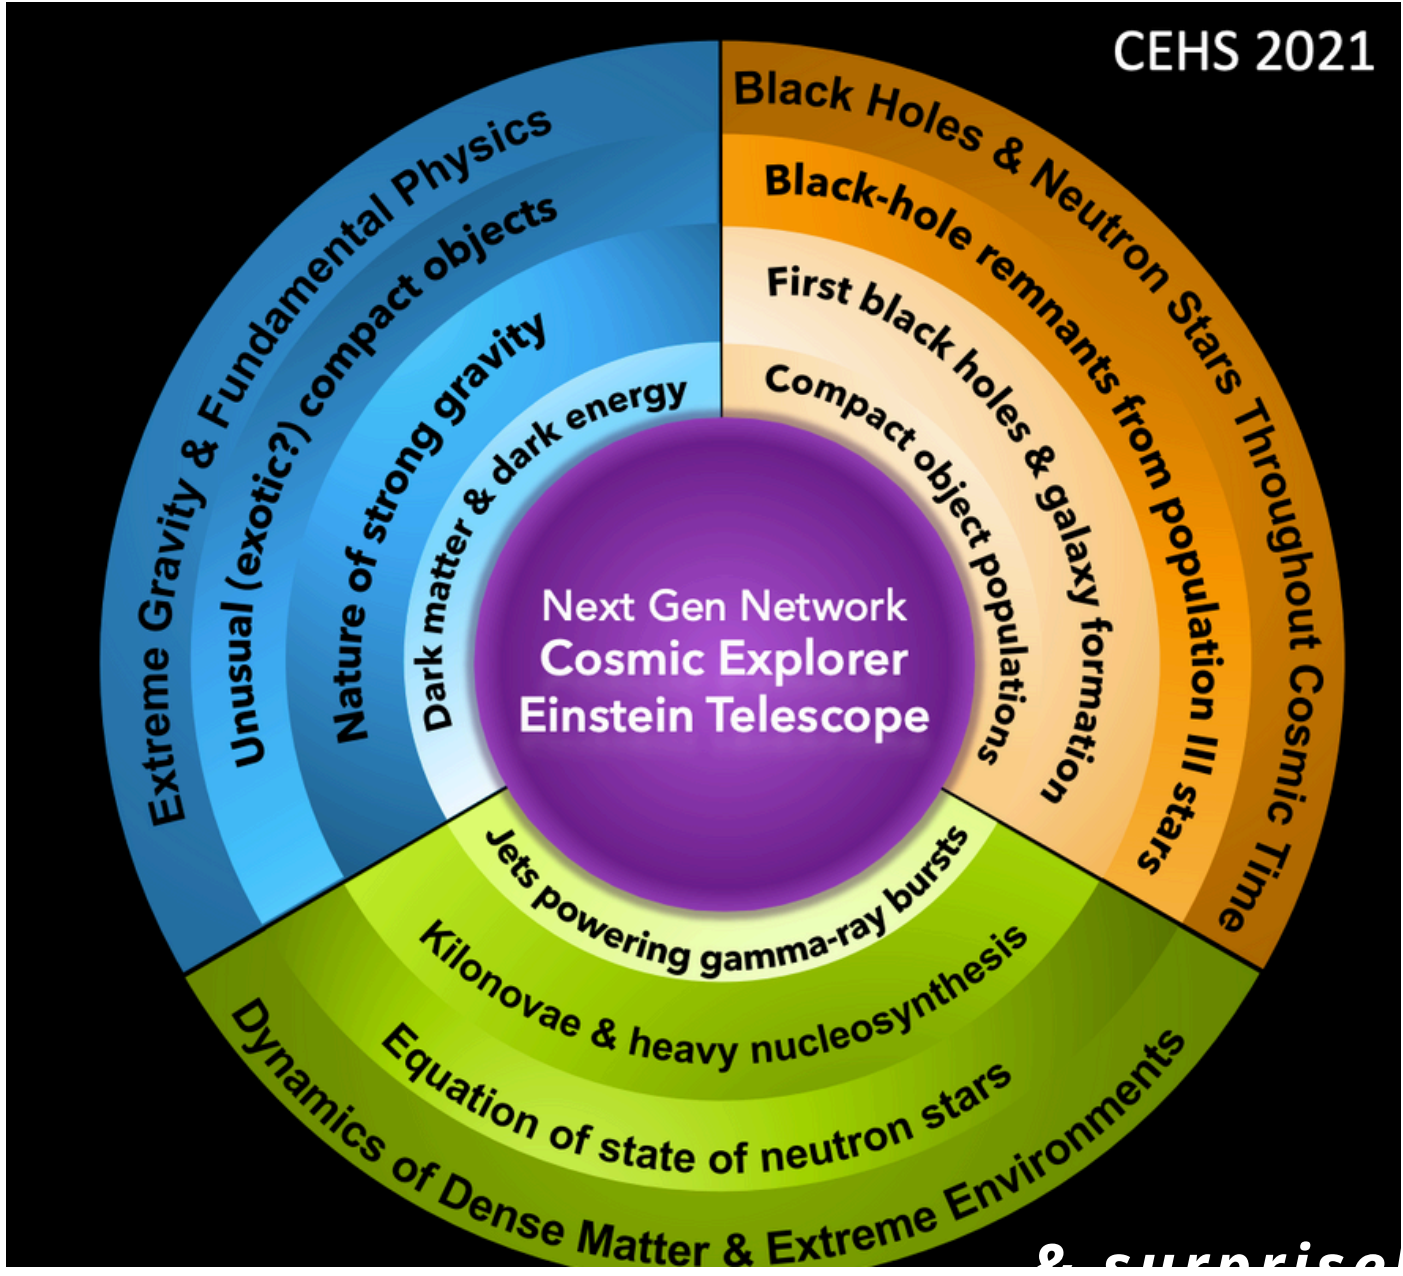 CEHS 2021
Extreme Gravity & Fundamental Physics
Unusual (exotic?) compact objects
Nature of strong gravity
Dark matter & dark energy
Black Holes & Neutron Stars Throughout Cosmic Time
Black-hole remnants from population III stars
First black holes & galaxy formation
Compact object populations
Next Gen Network
Cosmic Explorer
Einstein Telescope
Jets powering gamma-ray bursts
Kilonovae & heavy nucleosynthesis
Equation of state of neutron stars
Dynamics of Dense Matter & Extreme Environments
& surprise!